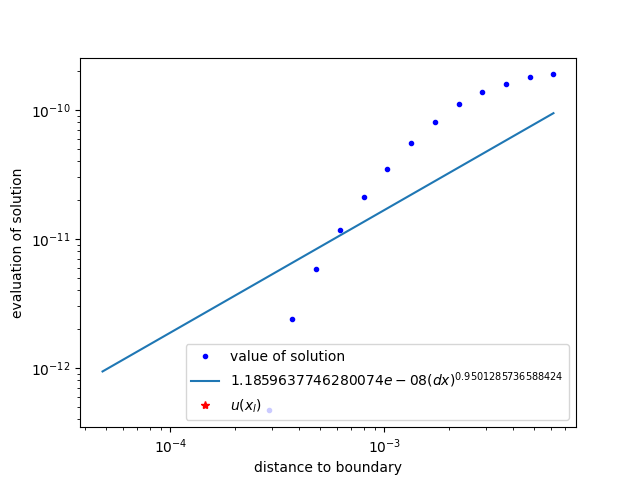 10⁻¹⁰
10⁻¹¹
10⁻¹²
evaluation of solution
value of solution
1.1859637746280074e − 08(dx)^0.9501285736588424
u(x_l)
10⁻⁴ 10⁻³
distance to boundary